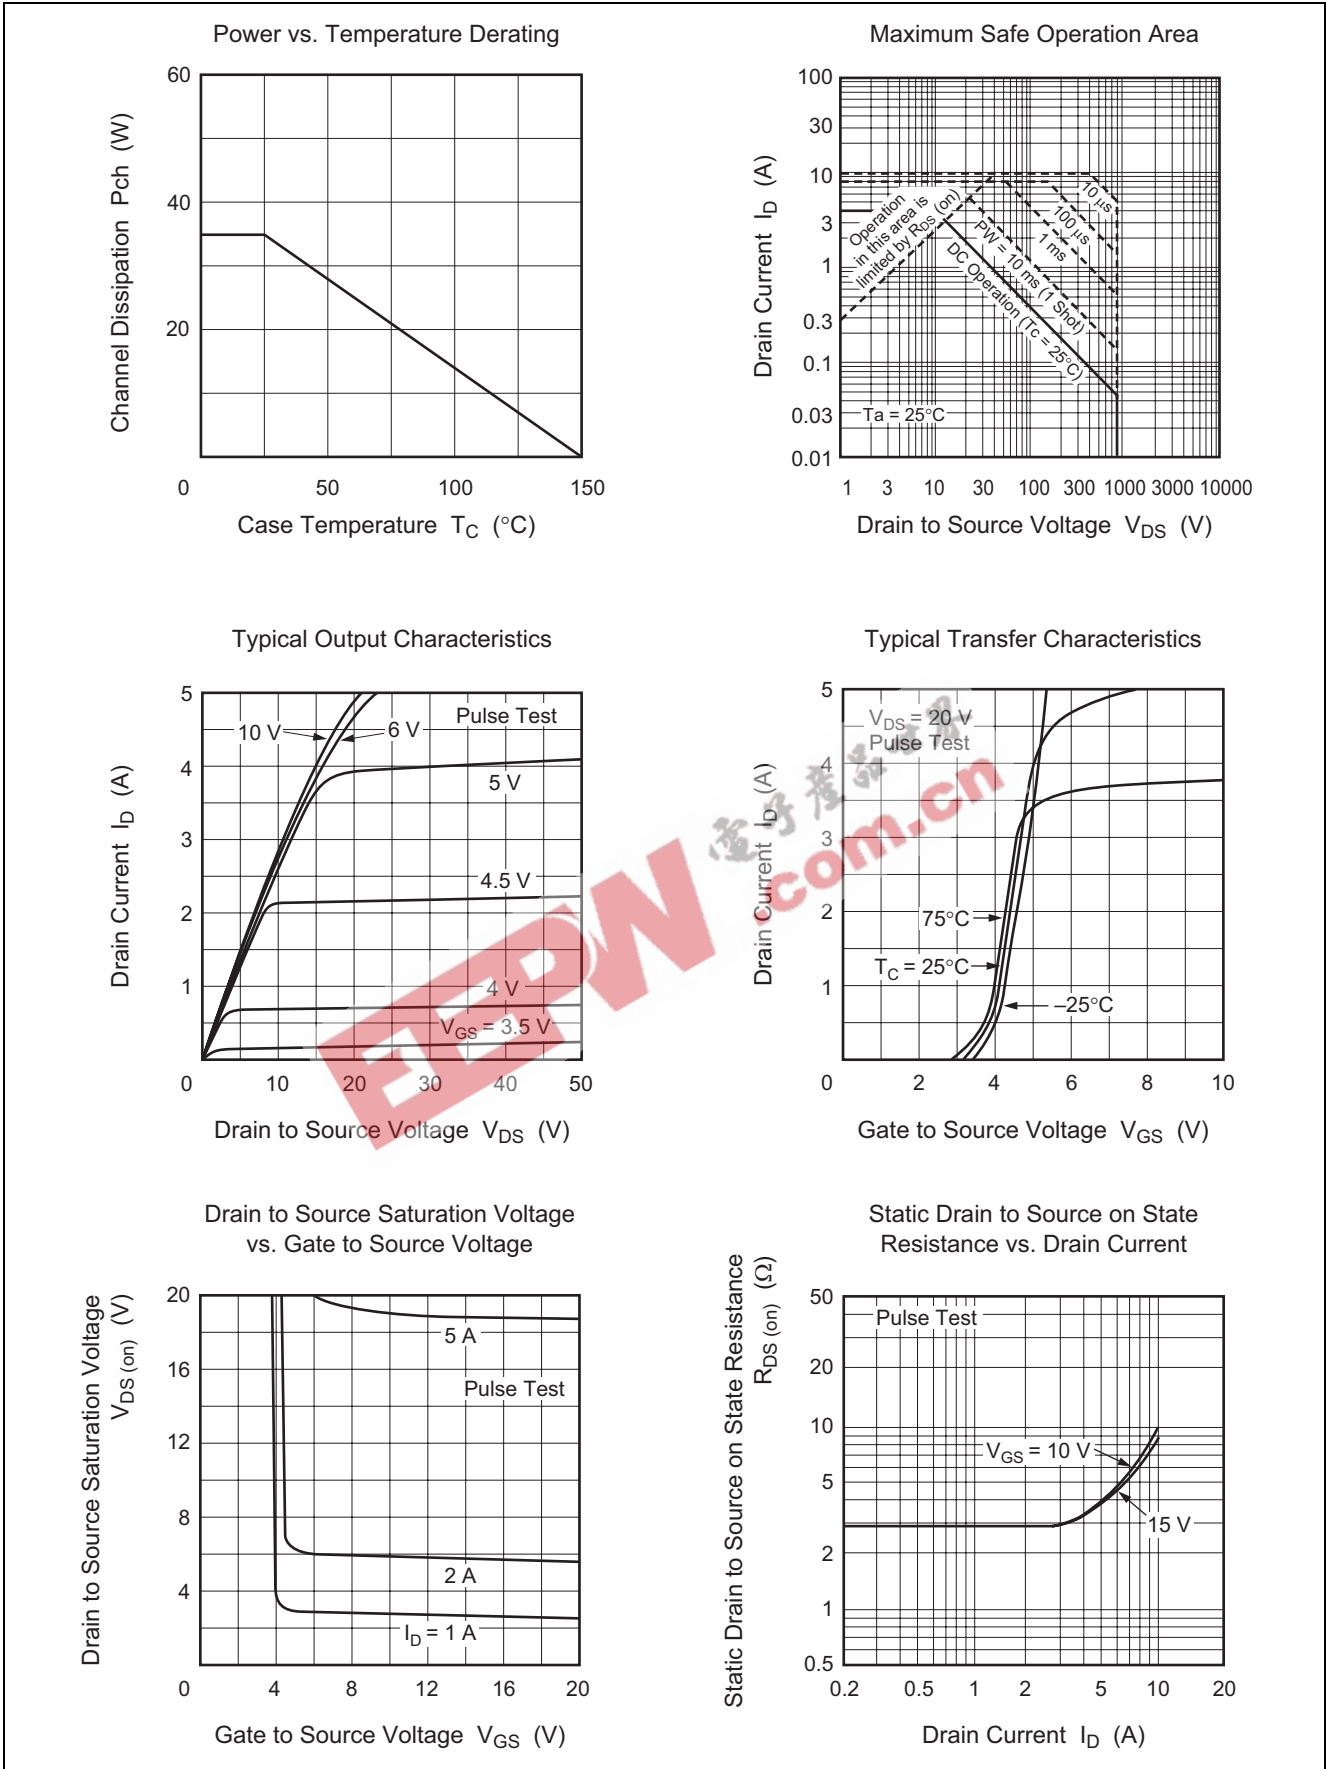 Power vs. Temperature Derating
60
40
20
0
50
100
150
Channel Dissipation Pch (W)
Case Temperature TC (°C)
Maximum Safe Operation Area
100
30
10
3
1
0.3
0.1
0.03
0.01
1 3 10 30 100 300 1000 3000 10000
Drain Current ID (A)
Drain to Source Voltage VDS (V)
Operation
in this area is
limited by RDS (on)
10 µs
100 µs
1 ms
PW = 10 ms (1 Shot)
DC Operation (Tc = 25°C)
Ta = 25°C
Typical Output Characteristics
5
4
3
2
1
0
10
20
30
40
50
Drain Current ID (A)
Drain to Source Voltage VDS (V)
10 V
6 V
Pulse Test
5 V
4.5 V
4 V
VGS = 3.5 V
Typical Transfer Characteristics
5
4
3
2
1
0
2
4
6
8
10
Drain Current ID (A)
Gate to Source Voltage VGS (V)
VDS = 20 V
Pulse Test
75°C
TC = 25°C
–25°C
EEPW
電子產品世界
.com.cn
Drain to Source Saturation Voltage
vs. Gate to Source Voltage
20
16
12
8
4
0
4
8
12
16
20
Drain to Source Saturation Voltage
VDS (on) (V)
Gate to Source Voltage VGS (V)
5 A
Pulse Test
2 A
ID = 1 A
Static Drain to Source on State
Resistance vs. Drain Current
50
20
10
5
2
1
0.5
0.2
0.5
1
2
5
10
20
Static Drain to Source on State Resistance
RDS (on) (Ω)
Drain Current ID (A)
Pulse Test
VGS = 10 V
15 V